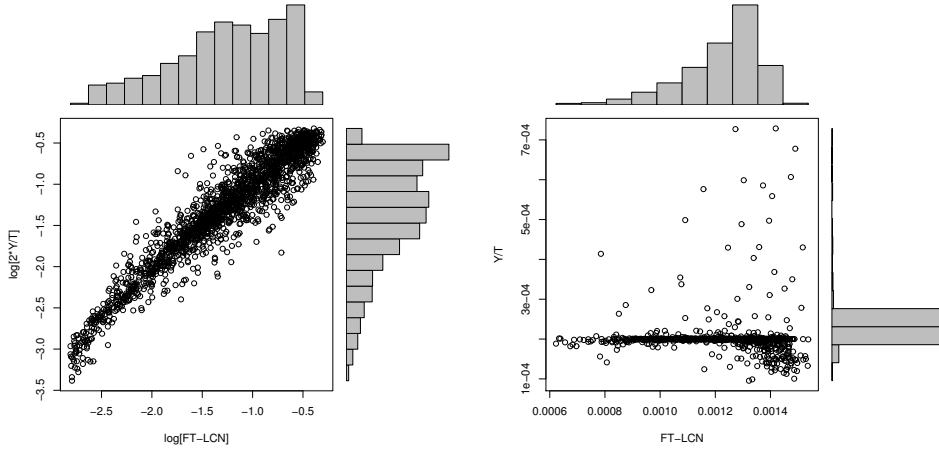 log[2*Y/T]
-0.5
-1.0
-1.5
-2.0
-2.5
-3.0
-3.5
-2.5 -2.0 -1.5 -1.0 -0.5
log[FT-LCN]
Y/T
7e-04
5e-04
3e-04
1e-04
0.0006 0.0008 0.0010 0.0012 0.0014
FT-LCN